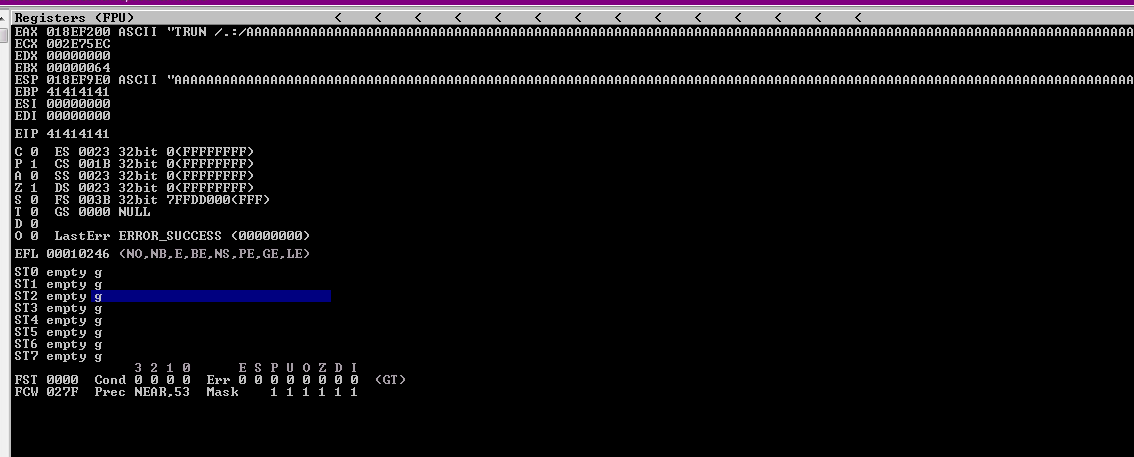 Registers (FPU) < < < < < < < < < < < < < <
EAX 018EF200 ASCII "TRUN /.:/AAAAAAAAAAAAAAAAAAAAAAAAAAAAAAAAAAAAAAAAAAAAAAAAAAAAAAAAAAAAAAAAAAAAAAAAAAAAAAAAAAAAAAAAAAAAAAA
ECX 002E75EC
EDX 00000000
EBX 00000064
ESP 018EF9E0 ASCII "AAAAAAAAAAAAAAAAAAAAAAAAAAAAAAAAAAAAAAAAAAAAAAAAAAAAAAAAAAAAAAAAAAAAAAAAAAAAAAAAAAAAAAAAAAAAAAAAAAAAAAAAAAAAAAAAAAAAAAAA
EBP 41414141
ESI 00000000
EDI 00000000
EIP 41414141
C 0 ES 0023 32bit 0(FFFFFFFF)
P 1 CS 001B 32bit 0(FFFFFFFF)
A 0 SS 0023 32bit 0(FFFFFFFF)
Z 1 DS 0023 32bit 0(FFFFFFFF)
S 0 FS 003B 32bit 7FFDD000(FFF)
T 0 GS 0000 NULL
D 0
O 0 LastErr ERROR_SUCCESS (00000000)
EFL 00010246 (NO,NB,E,BE,NS,PE,GE,LE)
ST0 empty g
ST1 empty g
ST2 empty g
ST3 empty g
ST4 empty g
ST5 empty g
ST6 empty g
ST7 empty g
3 2 1 0 E S P U O Z D I
FST 0000 Cond 0 0 0 0 Err 0 0 0 0 0 0 0 0 (GT)
FCW 027F Prec NEAR,53 Mask 1 1 1 1 1 1